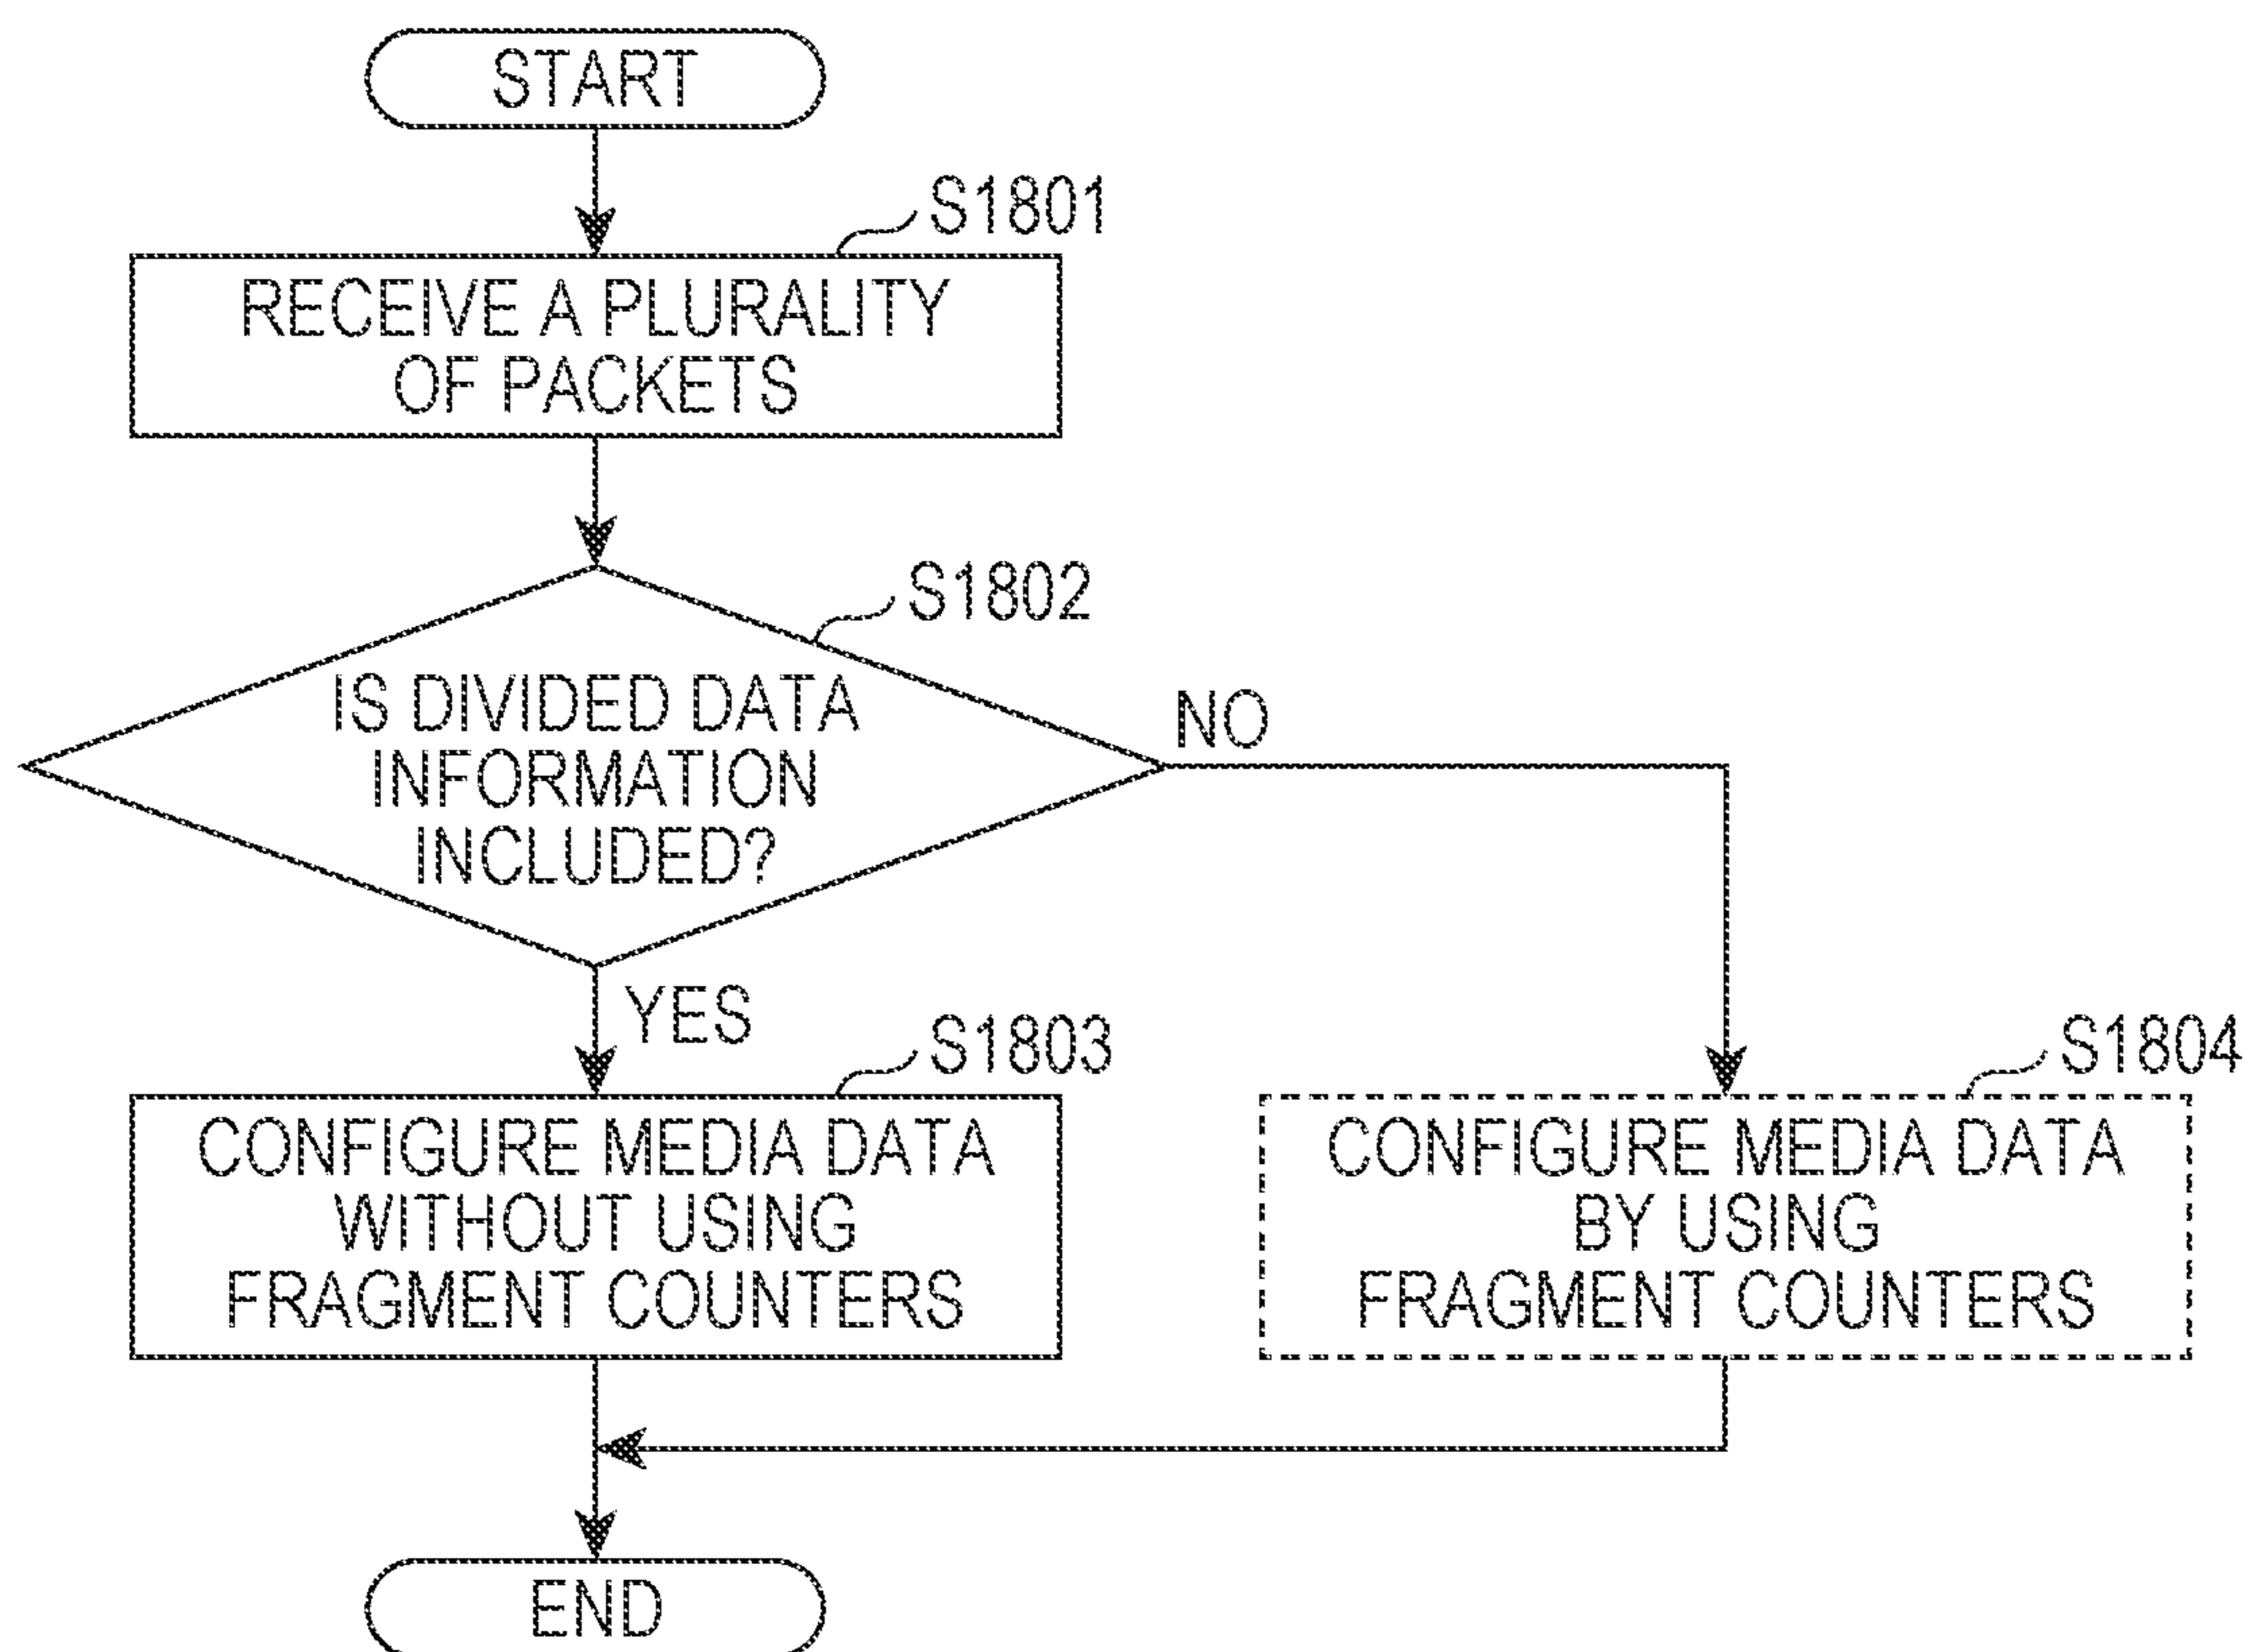 START
S1801
RECEIVE A PLURALITY
OF PACKETS
S1802
IS DIVIDED DATA
INFORMATION
INCLUDED?
NO
YES
S1803
CONFIGURE MEDIA DATA
WITHOUT USING
FRAGMENT COUNTERS
S1804
CONFIGURE MEDIA DATA
BY USING
FRAGMENT COUNTERS
END